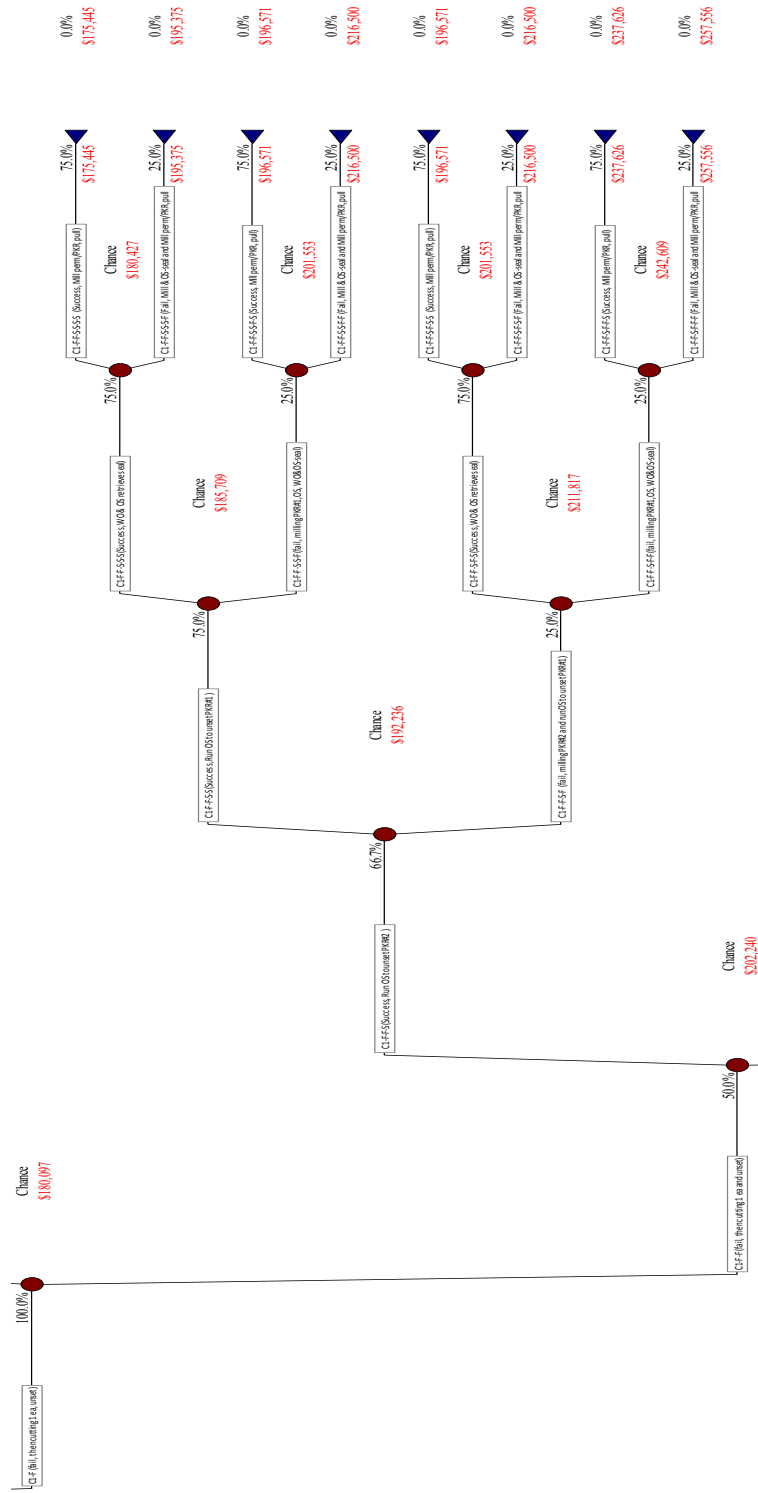 C1-F (fail, then cutting 1 ea, unset)
100.0%
Chance
$180,097
C1-F-F (fail, then cutting 1 ea and unset)
50.0%
Chance
$202,240
C1-F-F-S (Success, Run OS to unset PKR#2 )
66.7%
Chance
$192,236
C1-F-F-S-S (Success, Run OS to unset PKR#1 )
75.0%
Chance
$185,709
C1-F-F-S-S-S (Success, WO & OS retrieve seal)
75.0%
Chance
$180,427
C1-F-F-S-S-S-S (Success, Mill perm/PKR, pull)
75.0%
$175,445
0.0%
$175,445
C1-F-F-S-S-S-F (Fail, Mill & OS-seal and Mill perm/PKR,pull
25.0%
$195,375
0.0%
$195,375
C1-F-F-S-S-F (fail, milling PKR#1, OS, WO&OS-seal)
25.0%
Chance
$201,553
C1-F-F-S-S-F-S (Success, Mill perm/PKR, pull)
75.0%
$196,571
0.0%
$196,571
C1-F-F-S-S-F-F (Fail, Mill & OS-seal and Mill perm/PKR,pull
25.0%
$216,500
0.0%
$216,500
C1-F-F-S-F (fail, milling PKR#2 and run OS to unset PKR#1)
25.0%
Chance
$211,817
C1-F-F-S-F-S (Success, WO & OS retrieve seal)
75.0%
Chance
$201,553
C1-F-F-S-F-S-S (Success, Mill perm/PKR, pull)
75.0%
$196,571
0.0%
$196,571
C1-F-F-S-F-S-F (Fail, Mill & OS-seal and Mill perm/PKR,pull
25.0%
$216,500
0.0%
$216,500
C1-F-F-S-F-F (fail, milling PKR#1, OS, WO&OS-seal)
25.0%
Chance
$242,609
C1-F-F-S-F-F-S (Success, Mill perm/PKR, pull)
75.0%
$237,626
0.0%
$237,626
C1-F-F-S-F-F-F (Fail, Mill & OS-seal and Mill perm/PKR,pull
25.0%
$257,556
0.0%
$257,556